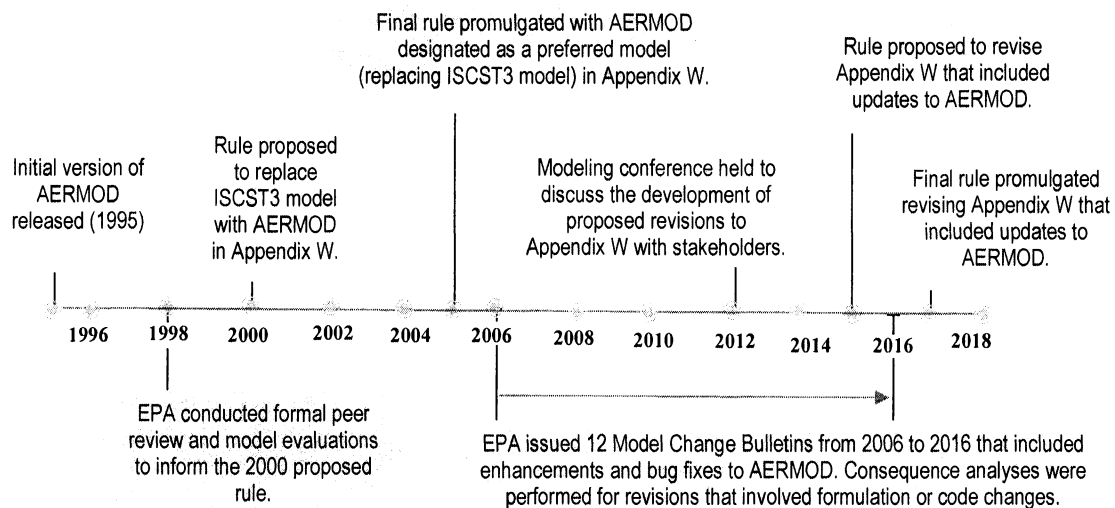 Final rule promulgated with AERMOD
designated as a preferred model
(replacing ISCST3 model) in Appendix W.
Rule proposed to revise
Appendix W that included
updates to AERMOD.
Initial version of
AERMOD
released (1995)
Rule proposed
to replace
ISCST3 model
with AERMOD
in Appendix W.
Modeling conference held to
discuss the development of
proposed revisions to
Appendix W with stakeholders.
Final rule promulgated
revising Appendix W that
included updates to
AERMOD.
1996 1998 2000 2002 2004 2006 2008 2010 2012 2014 2016 2018
EPA conducted formal peer
review and model evaluations
to inform the 2000 proposed
rule.
EPA issued 12 Model Change Bulletins from 2006 to 2016 that included
enhancements and bug fixes to AERMOD. Consequence analyses were
performed for revisions that involved formulation or code changes.